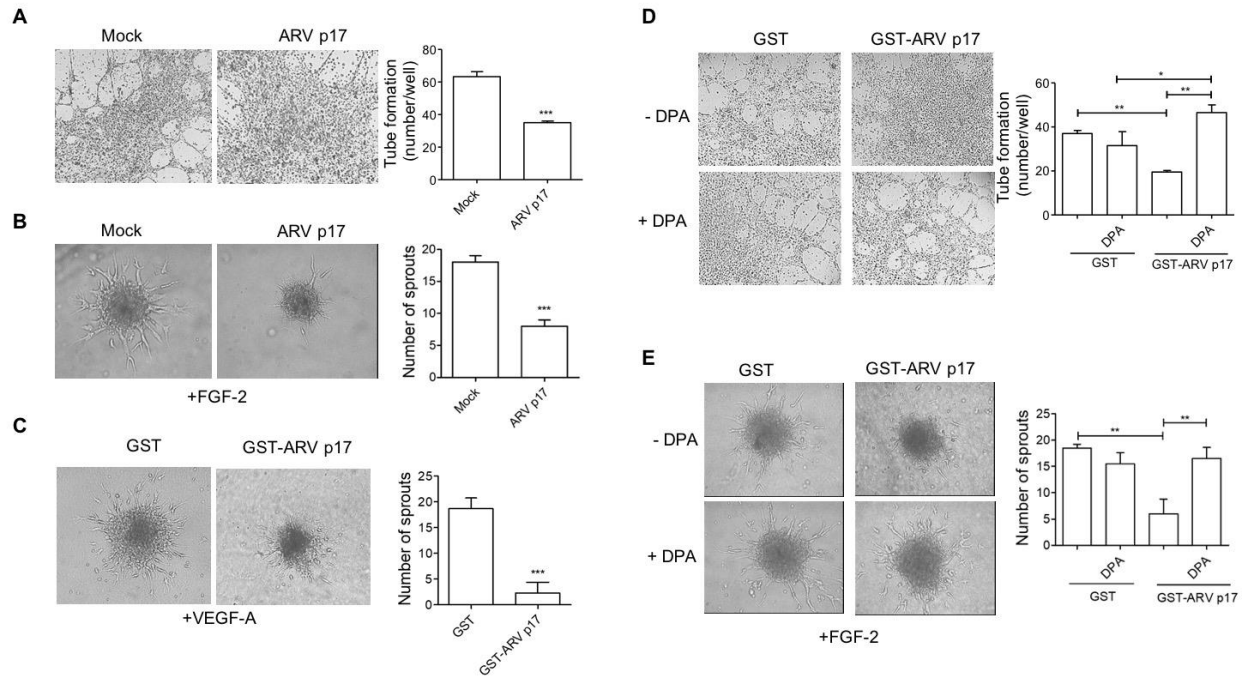 A
Mock
ARV p17
Tube formation
(number/well)
80
60
40
20
0
***
Mock
ARV p17
B
Mock
ARV p17
+FGF-2
Number of sprouts
20
15
10
5
0
***
Mock
ARV p17
C
GST
GST-ARV p17
+VEGF-A
Number of sprouts
25
20
15
10
5
0
***
GST
GST-ARV p17
D
GST
GST-ARV p17
- DPA
+ DPA
Tube formation
(number/well)
60
40
20
0
*
**
**
DPA
DPA
GST
GST-ARV p17
E
GST
GST-ARV p17
- DPA
+ DPA
+FGF-2
Number of sprouts
25
20
15
10
5
0
**
**
DPA
DPA
GST
GST-ARV p17